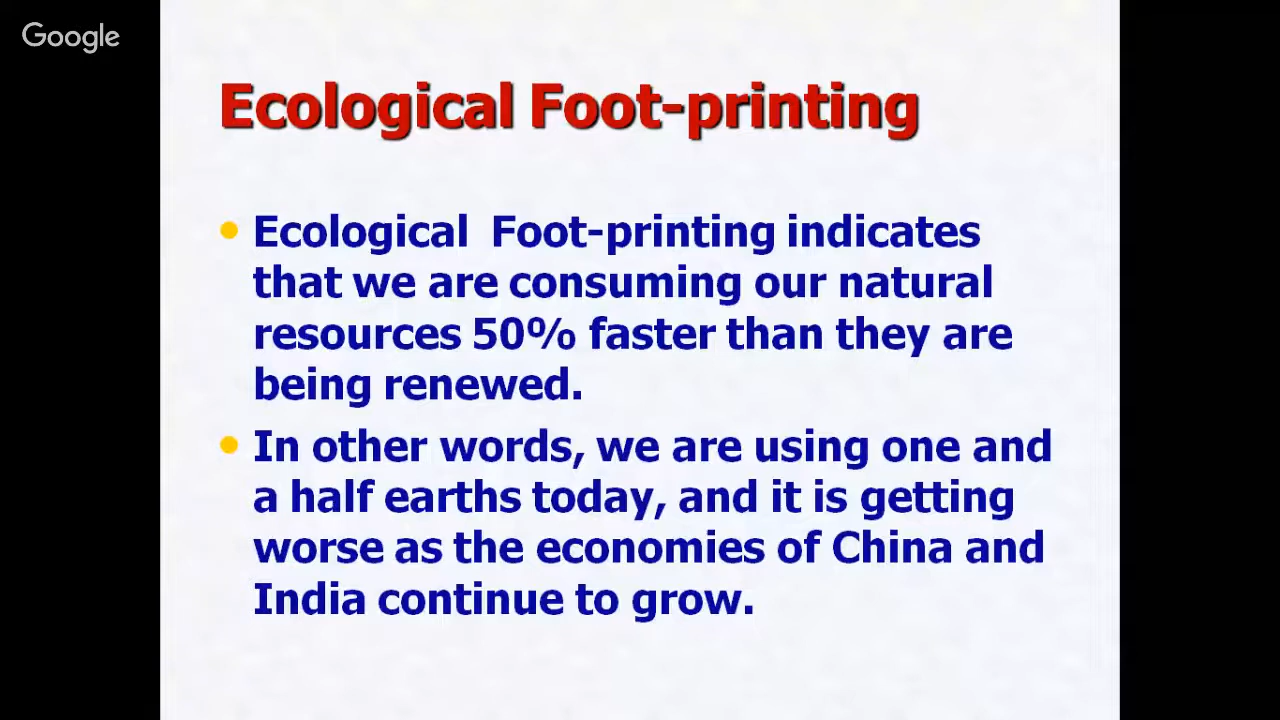 Google
Ecological Foot-printing
• Ecological Foot-printing indicates
that we are consuming our natural
resources 50% faster than they are
being renewed.
• In other words, we are using one and
a half earths today, and it is getting
worse as the economies of China and
India continue to grow.